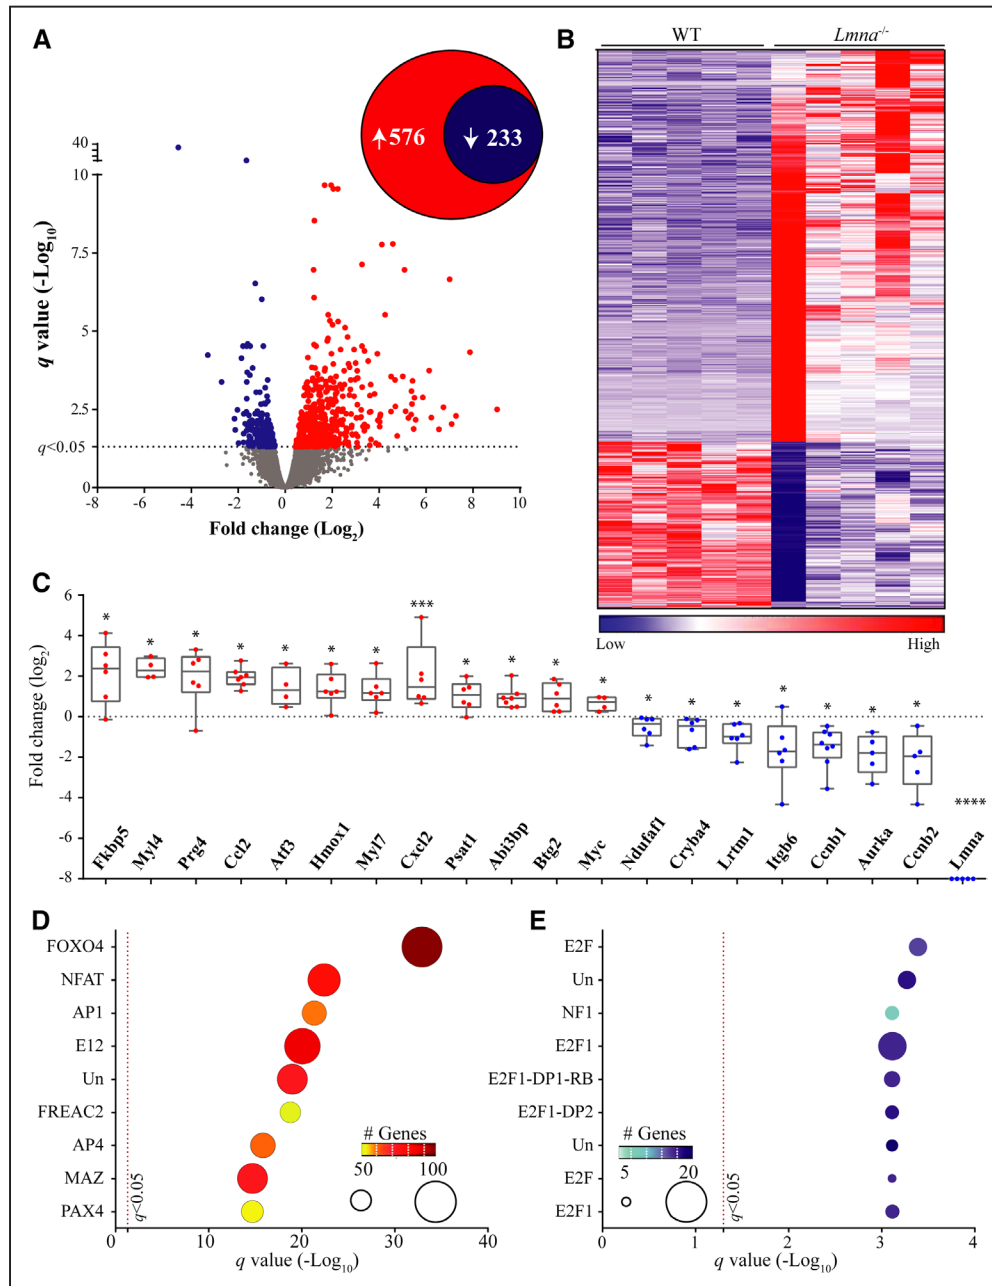 A
↑576
↓ 233
40
10
7.5
5
2.5
q<0.05
0
q value (-Log10)
-8 -6 -4 -2 0 2 4 6 8 10
Fold change (Log2)
B
WT
Lmna-/-
Low
High
C
6
4
2
0
-2
-4
-6
-8
Fold change (log2)
* * * * * * * *** * * * * * * * * * * * ****
Fkbp5
Myl4
Prg4
Ccl2
Atf3
Hmox1
Myl7
Cxcl2
Psat1
Abi3bp
Btg2
Myc
Ndufaf1
Cryba4
Lrtm1
Itgb6
Ccnb1
Aurka
Ccnb2
Lmna
D
FOXO4
NFAT
AP1
E12
Un
FREAC2
AP4
MAZ
PAX4
q<0.05
# Genes
50 100
0 10 20 30 40
q value (-Log10)
E
E2F
Un
NF1
E2F1
E2F1-DP1-RB
E2F1-DP2
Un
E2F
E2F1
q<0.05
# Genes
5 20
0 1 2 3 4
q value (-Log10)